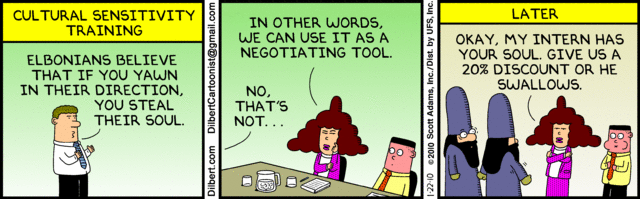 CULTURAL SENSITIVITY
TRAINING
ELBONIANS BELIEVE
THAT IF YOU YAWN
IN THEIR DIRECTION,
YOU STEAL
THEIR SOUL.
Dilbert.com DilbertCartoonist@gmail.com
IN OTHER WORDS,
WE CAN USE IT AS A
NEGOTIATING TOOL.
NO,
THAT'S
NOT...
1-22-10 ©2010 Scott Adams, Inc./Dist. by UFS, Inc.
LATER
OKAY, MY INTERN HAS
YOUR SOUL. GIVE US A
20% DISCOUNT OR HE
SWALLOWS.